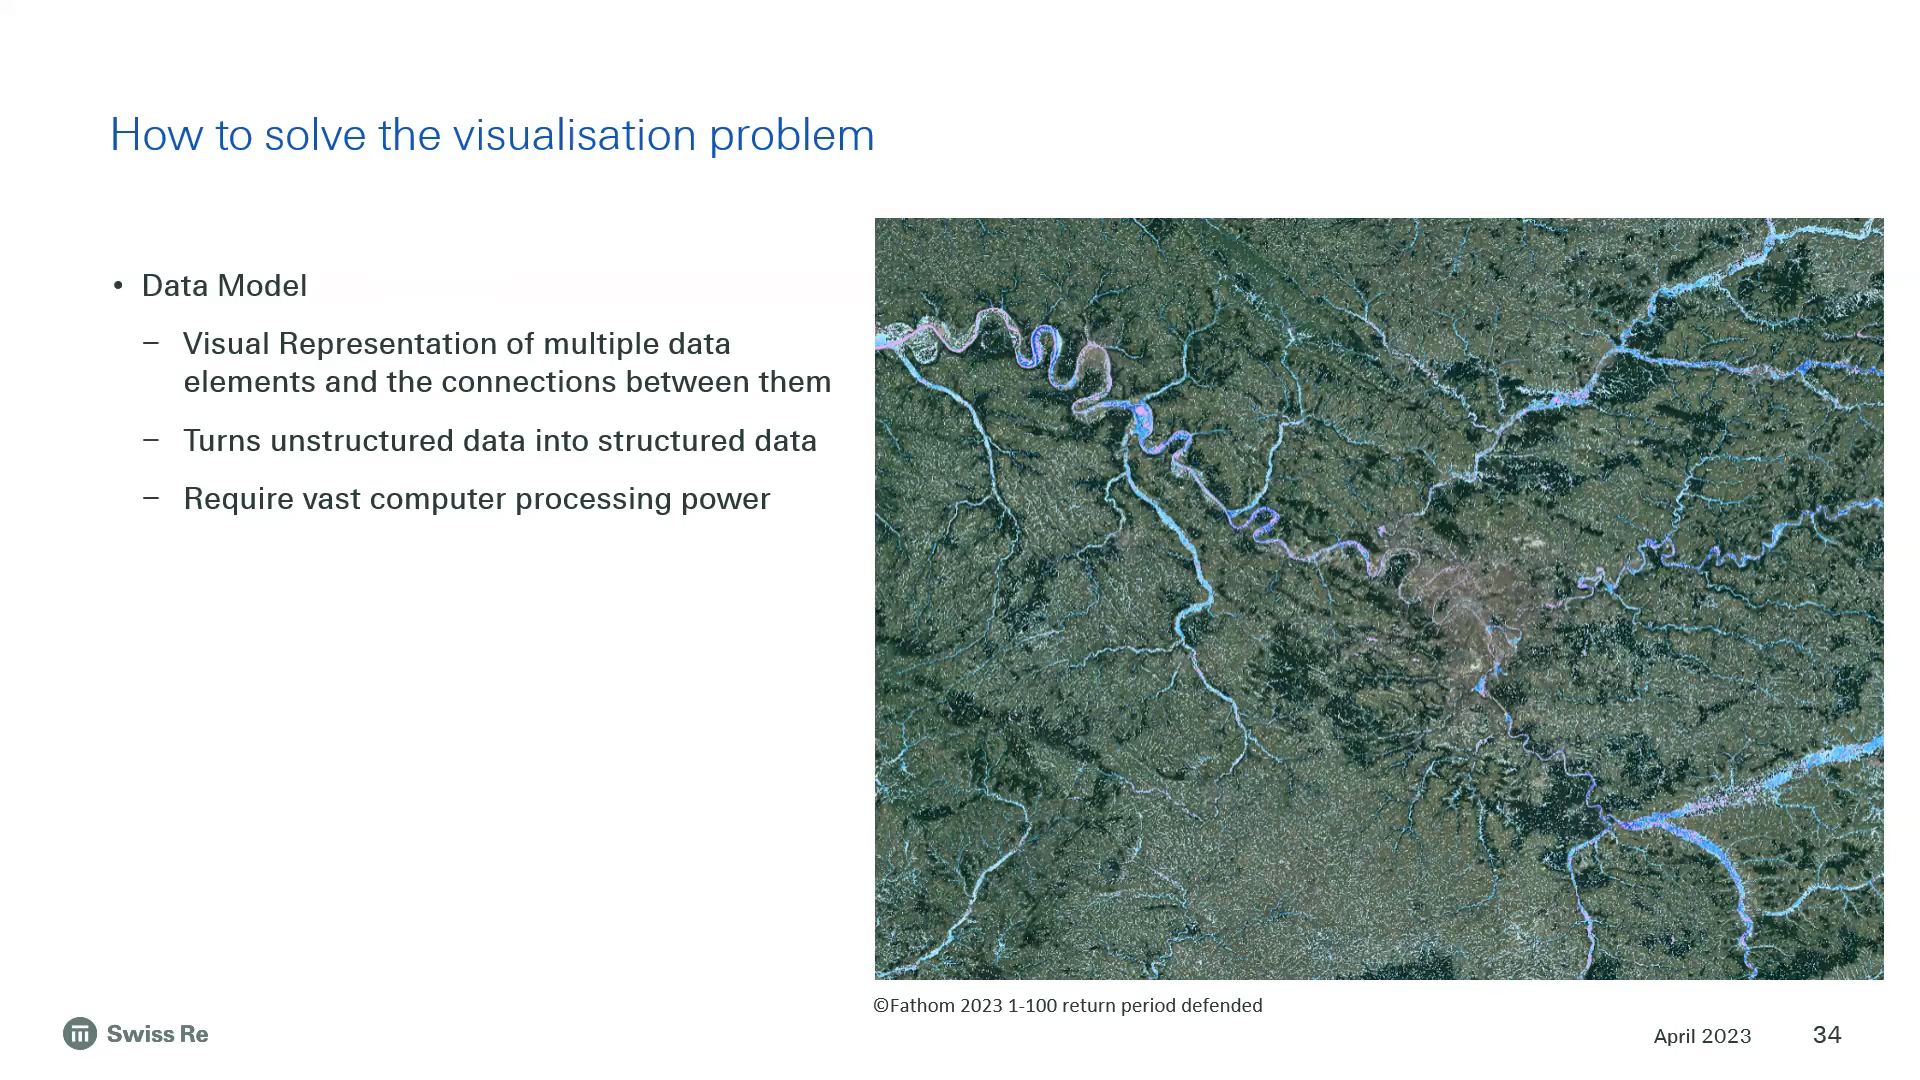 How to solve the visualisation problem
• Data Model
– Visual Representation of multiple data
elements and the connections between them
– Turns unstructured data into structured data
– Require vast computer processing power
©Fathom 2023 1-100 return period defended
Swiss Re
April 2023
34